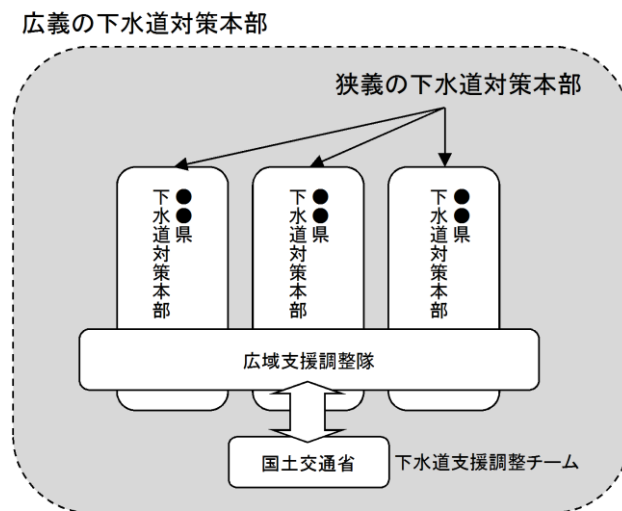 広義の下水道対策本部
狭義の下水道対策本部
●●県
下水道対策本部
●●県
下水道対策本部
●●県
下水道対策本部
広域支援調整隊
国土交通省
下水道支援調整チーム